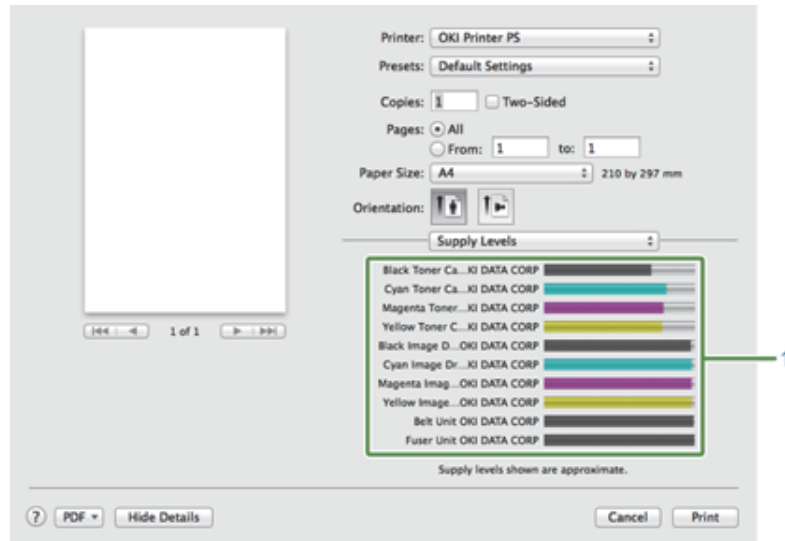 Printer: OKI Printer PS
Presets: Default Settings
Copies: 1 Two-Sided
Pages: All
From: 1 to: 1
Paper Size: A4 210 by 297 mm
Orientation:
Supply Levels
Black Toner Ca...KI DATA CORP
Cyan Toner Ca...KI DATA CORP
Magenta Toner...KI DATA CORP
Yellow Toner C...KI DATA CORP
Black Image D...OKI DATA CORP
Cyan Image Dr...KI DATA CORP
Magenta Imag...OKI DATA CORP
Yellow Image...OKI DATA CORP
Belt Unit OKI DATA CORP
Fuser Unit OKI DATA CORP
1 of 1
1
Supply levels shown are approximate.
? PDF Hide Details Cancel Print